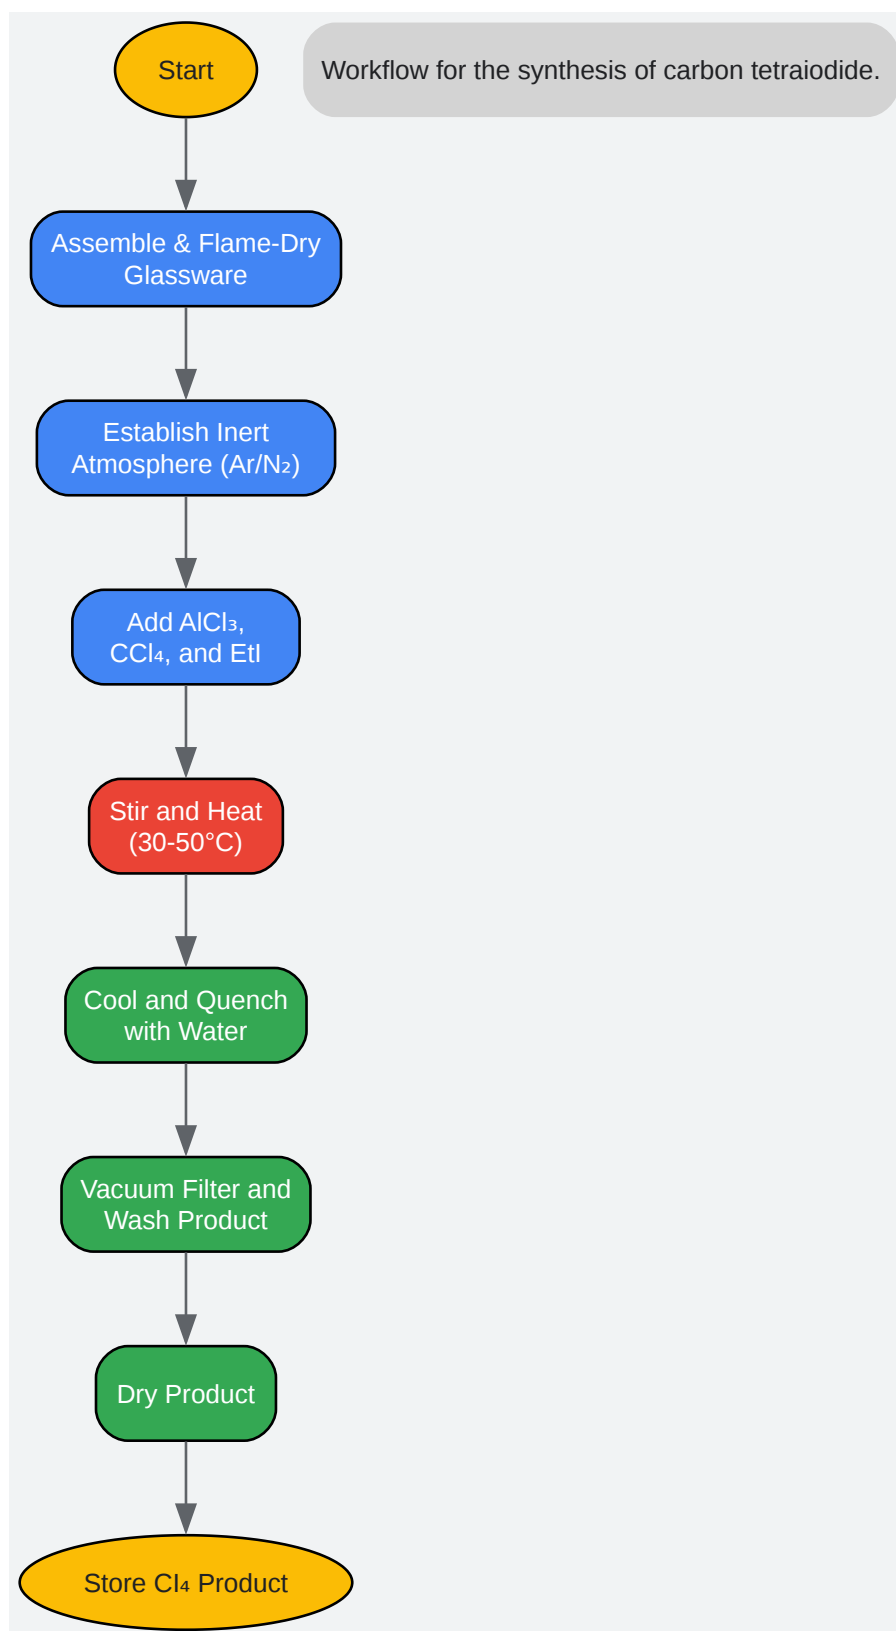 Start
Workflow for the synthesis of carbon tetraiodide.
Assemble & Flame-Dry
Glassware
Establish Inert
Atmosphere (Ar/N₂)
Add AlCl₃,
CCl₄, and EtI
Stir and Heat
(30-50°C)
Cool and Quench
with Water
Vacuum Filter and
Wash Product
Dry Product
Store CI₄ Product